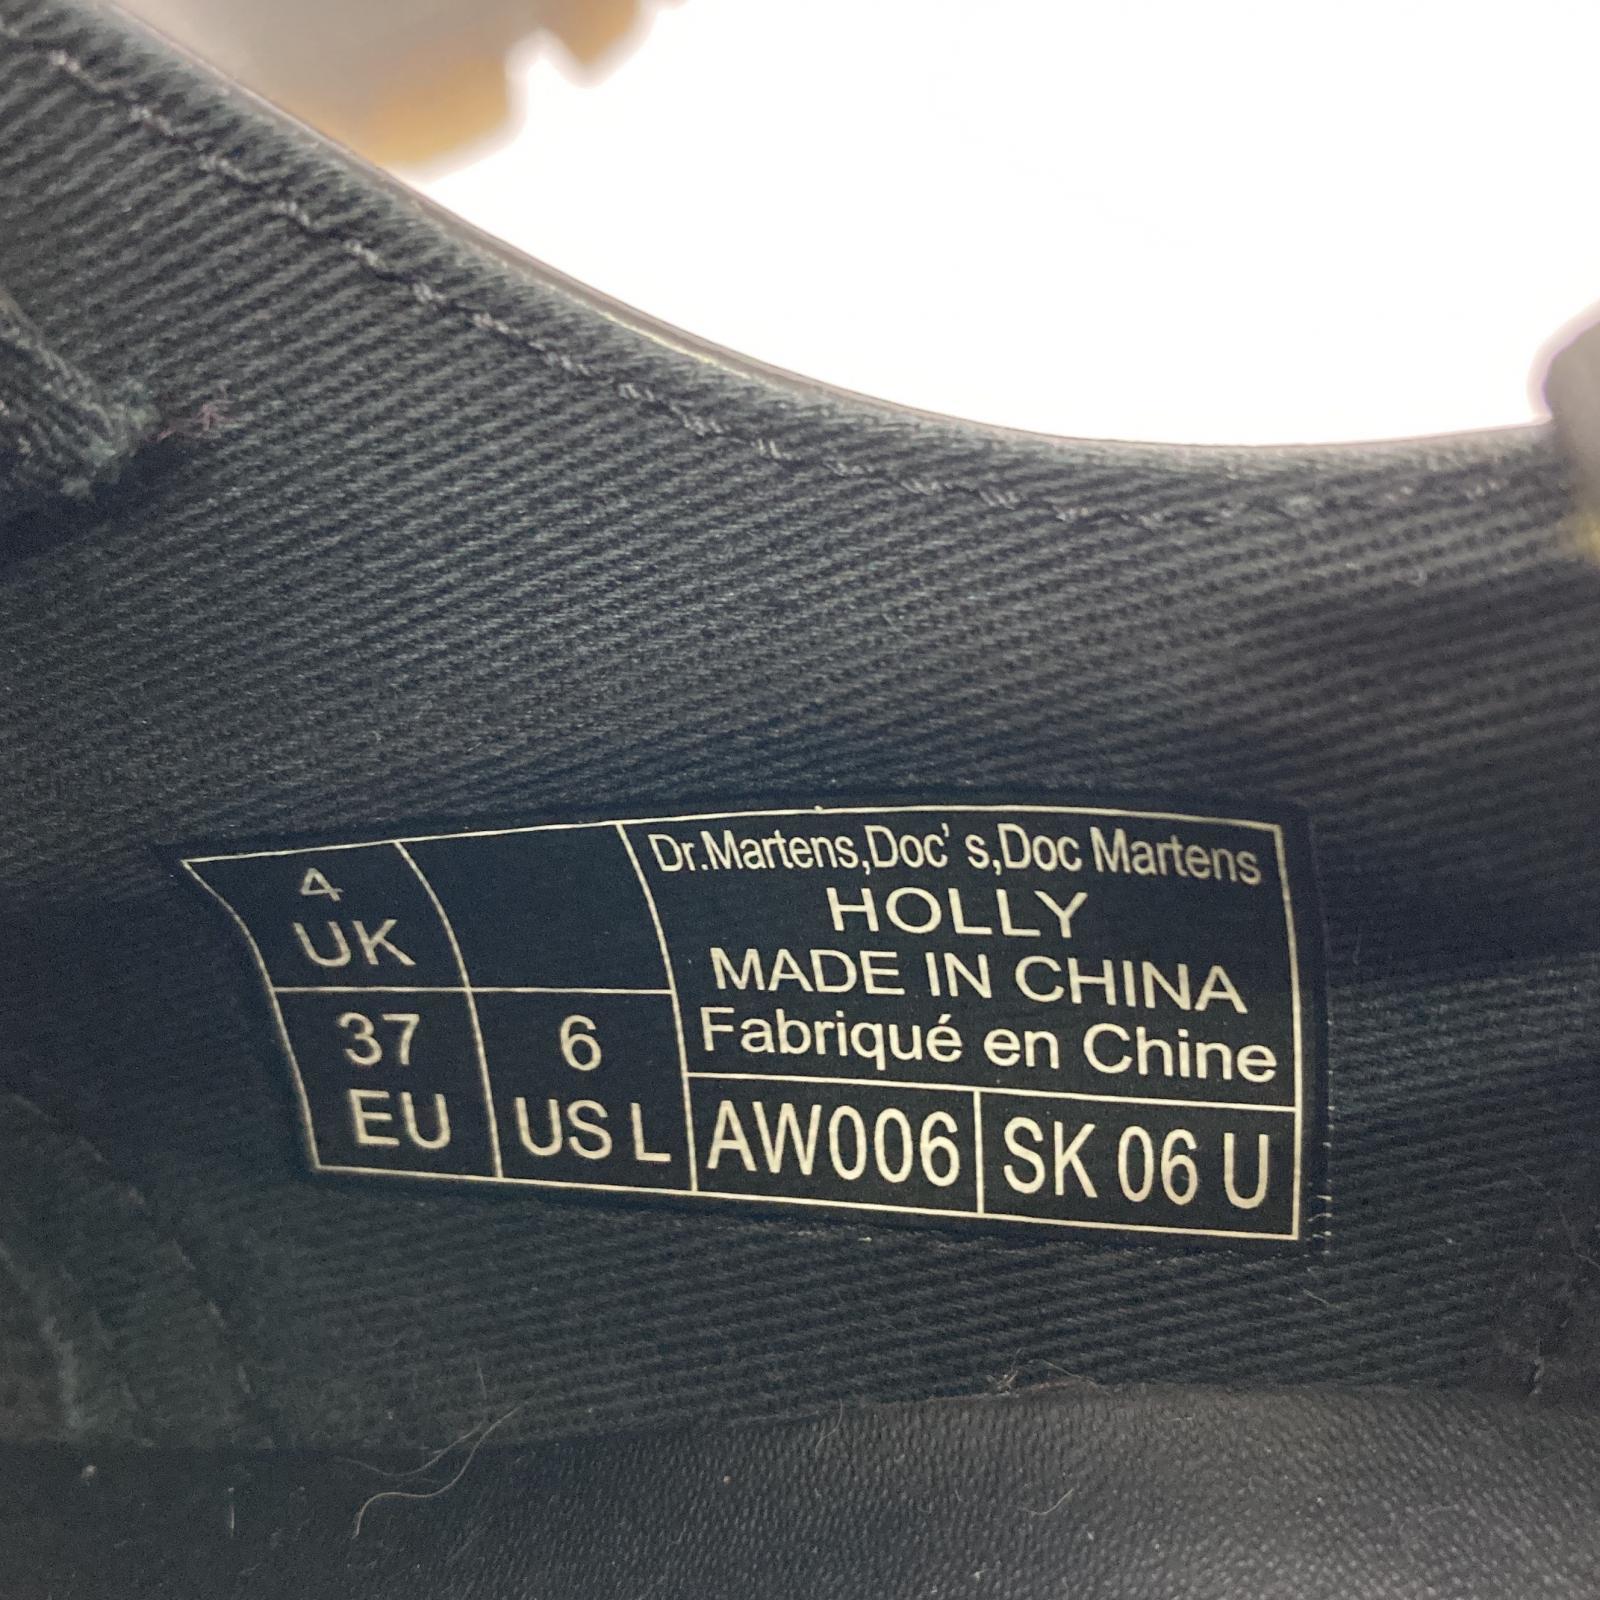 4
UK
37
EU
6
US L
Dr.Martens,Doc's,Doc Martens
HOLLY
MADE IN CHINA
Fabriqué en Chine
AW006
SK 06 U